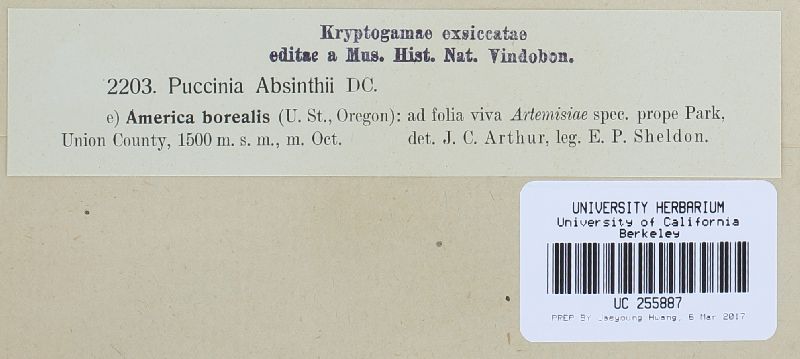 Kryptogamae exsiccatae
editae a Mus. Hist. Nat. Vindobon.
2203. Puccinia Absinthii DC.
e) America borealis (U. St., Oregon): ad folia viva Artemisiae spec. prope Park,
Union County, 1500 m. s. m., m. Oct. det. J. C. Arthur, leg. E. P. Sheldon.
UNIVERSITY HERBARIUM
University of California
Berkeley
UC 255887
PREP By Jaeyoung Huang, 6 Mar 2017